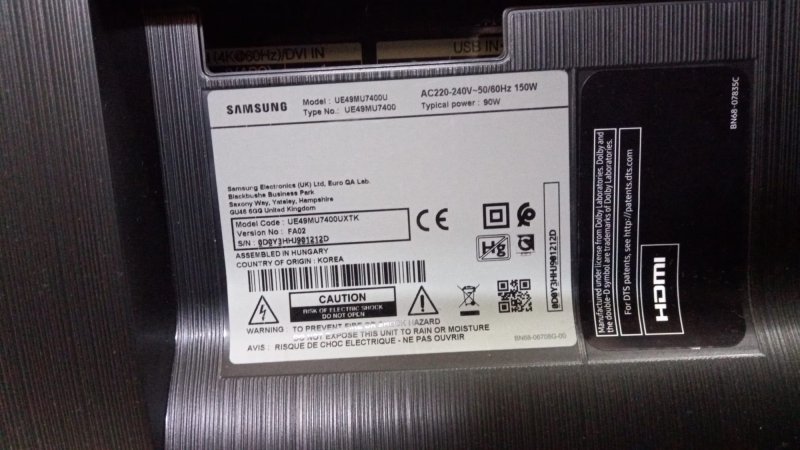 (4K@60Hz)/DVI IN
USB IN
SAMSUNG
Model : UE49MU7400U
Type No.: UE49MU7400
AC220-240V~50/60Hz 150W
Typical power : 90W
Samsung Electronics (UK) Ltd, Euro QA Lab.
Blackbushe Business Park
Saxony Way, Yateley, Hampshire
GU46 6GG United Kingdom
Model Code : UE49MU7400UXTK
Version No : FA02
S/N : 0D0Y3HHJ901212D
ASSEMBLED IN HUNGARY
COUNTRY OF ORIGIN : KOREA
CE
Hg
0D0Y3HHJ901212D
WARNING
CAUTION
RISK OF ELECTRIC SHOCK
DO NOT OPEN
TO PREVENT FIRE OR SHOCK HAZARD
DO NOT EXPOSE THIS UNIT TO RAIN OR MOISTURE
AVIS : RISQUE DE CHOC ELECTRIQUE - NE PAS OUVRIR
BN68-06708G-00
Manufactured under license from Dolby Laboratories. Dolby and
the double-D symbol are trademarks of Dolby Laboratories.
For DTS patents, see http://patents.dts.com
HDMI
BN68-07835C